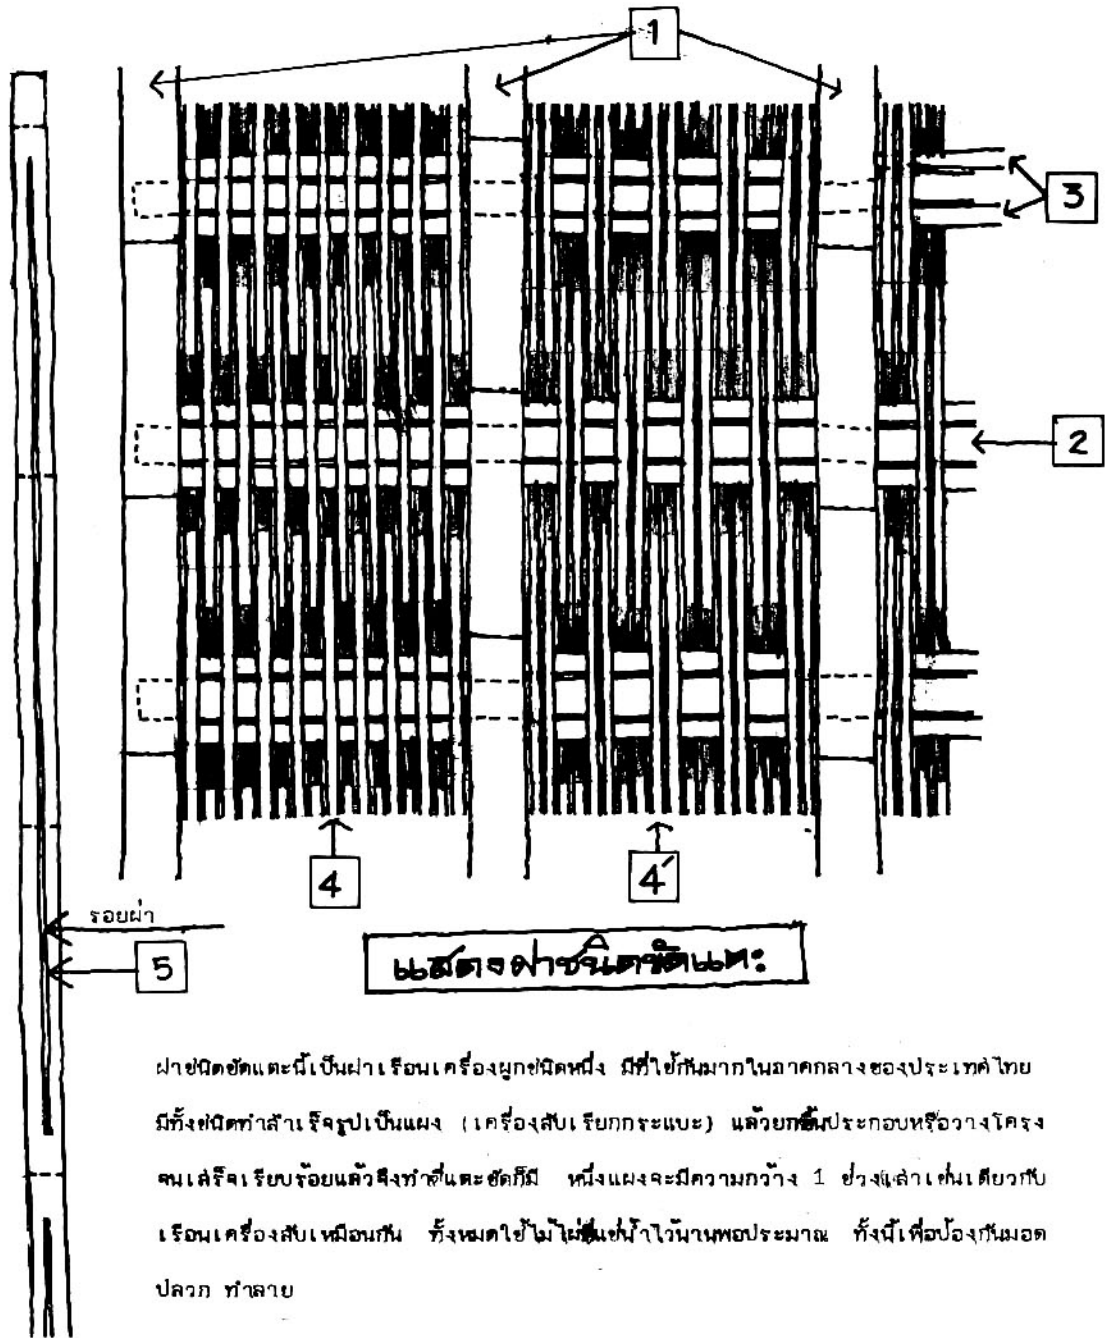 1
3
2
4
4′
รอยผ่า
5
แสดงฝาชนิดขัดแตะ
ฝาชนิดขัดแตะนี้เป็นฝาเรือนเครื่องผูกชนิดหนึ่ง มีที่ใช้กันมากในภาคกลางของประเทศไทย
มีทั้งชนิดทำสำเร็จรูปเป็นแผง (เครื่องสับเรียกกระแบะ) แล้วยกขึ้นประกอบหรือวางโครง
จนเสร็จเรียบร้อยแล้วจึงทำที่แตะขัดก็มี หนึ่งแผงจะมีความกว้าง 1 ช่วงเสาเช่นเดียวกับ
เรือนเครื่องสับเหมือนกัน ทั้งหมดใช้ไม้ไผ่ที่แช่น้ำไว้นานพอประมาณ ทั้งนี้เพื่อป้องกันมอด
ปลวก ทำลาย